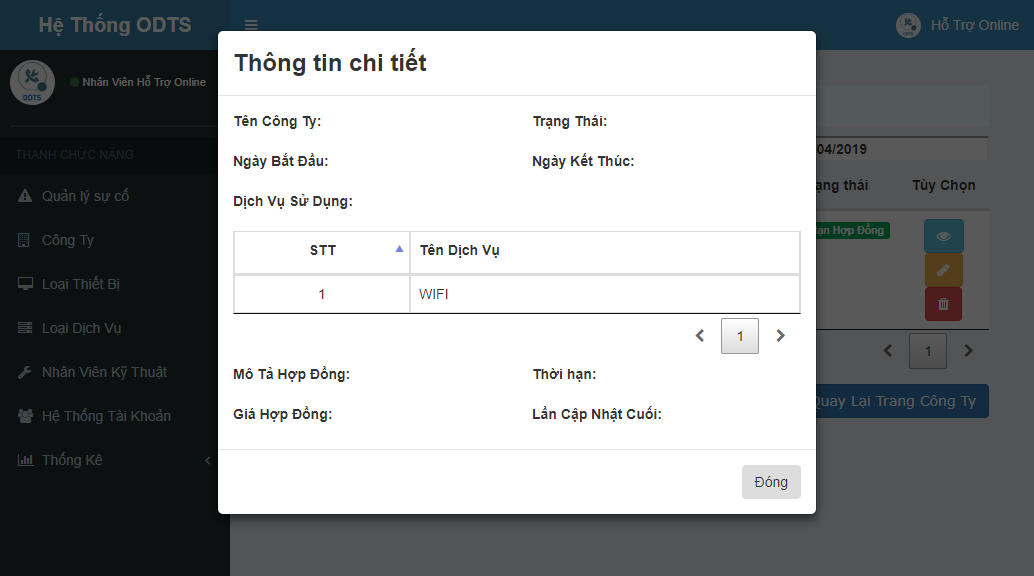 Hệ Thống ODTS
Hỗ Trợ Online
ODTS
Nhân Viên Hỗ Trợ Online
THANH CHỨC NĂNG
Quản lý sự cố
Công Ty
Loại Thiết Bị
Loại Dịch Vụ
Nhân Viên Kỹ Thuật
Hệ Thống Tài Khoản
Thống Kê
Thông tin chi tiết
Tên Công Ty:
Trạng Thái:
Ngày Bắt Đầu:
Ngày Kết Thúc:
Dịch Vụ Sử Dụng:
STT
Tên Dịch Vụ
1
WIFI
1
Mô Tả Hợp Đồng:
Thời hạn:
Giá Hợp Đồng:
Lần Cập Nhật Cuối:
Đóng
04/2019
thái
Tùy Chọn
Hợp Đồng
1
Quay Lại Trang Công Ty